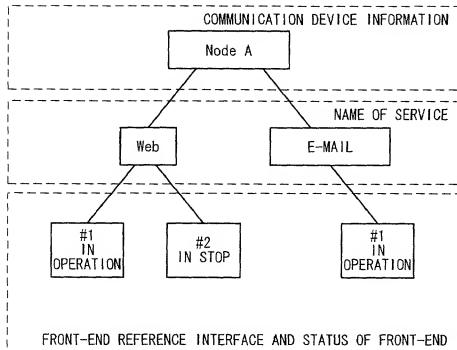 COMMUNICATION DEVICE INFORMATION
Node A
NAME OF SERVICE
Web
E-MAIL
#1
IN
OPERATION
#2
IN STOP
#1
IN
OPERATION
FRONT-END REFERENCE INTERFACE AND STATUS OF FRONT-END